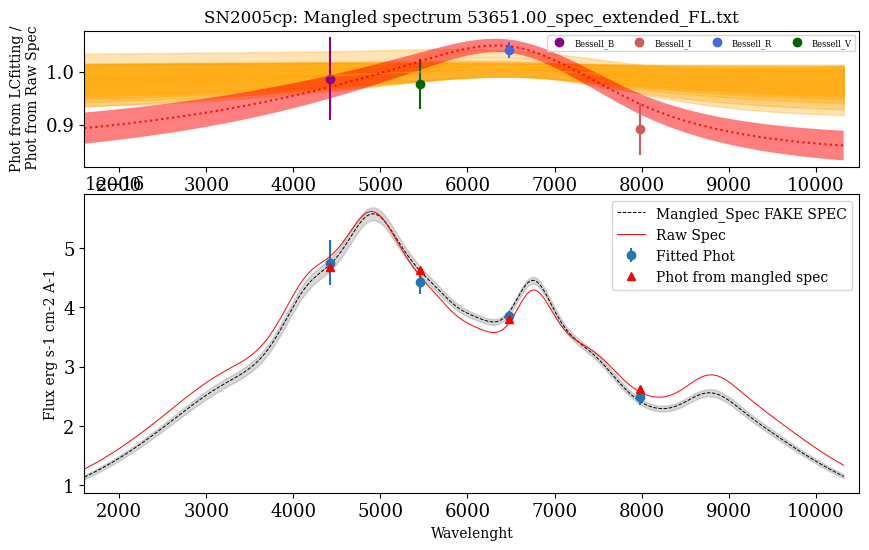 SN2005cp: Mangled spectrum 53651.00_spec_extended_FL.txt
Phot from LCfitting /
Phot from Raw Spec
1.0
0.9
Bessell_B
Bessell_I
Bessell_R
Bessell_V
2000 3000 4000 5000 6000 7000 8000 9000 10000
1e−16
Flux erg s-1 cm-2 A-1
5
4
3
2
1
Mangled_Spec FAKE SPEC
Raw Spec
Fitted Phot
Phot from mangled spec
2000 3000 4000 5000 6000 7000 8000 9000 10000
Wavelenght